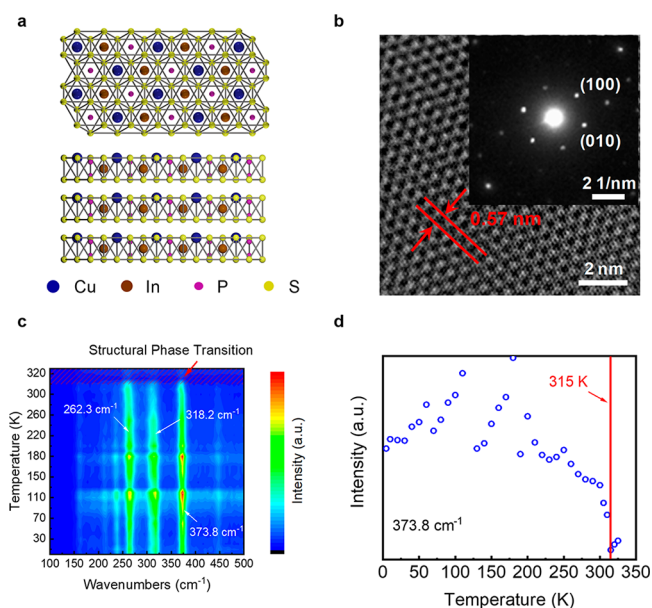 a
Cu
In
P
S
b
(100)
(010)
2 1/nm
0.57 nm
2 nm
c
Structural Phase Transition
320
300
260
220
180
150
110
70
30
100 150 200 250 300 350 400 450 500
Temperature (K)
Wavenumbers (cm⁻¹)
262.3 cm⁻¹
318.2 cm⁻¹
373.8 cm⁻¹
Intensity (a.u.)
d
315 K
373.8 cm⁻¹
Intensity (a.u.)
0 50 100 150 200 250 300 350
Temperature (K)